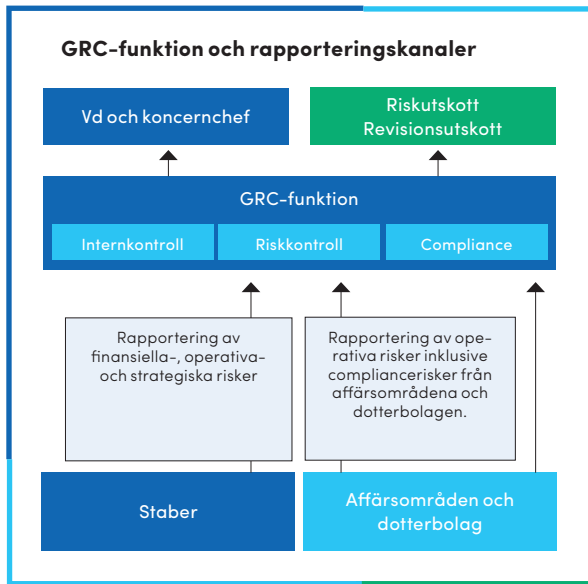 GRC-funktion och rapporteringskanaler
Vd och koncernchef
Riskutskott
Revisionsutskott
GRC-funktion
Internkontroll
Riskkontroll
Compliance
Rapportering av
finansiella-, operativa-
och strategiska risker
Rapportering av ope-
rativa risker inklusive
compliancerisker från
affärsområdena och
dotterbolagen.
Staber
Affärsområden och
dotterbolag